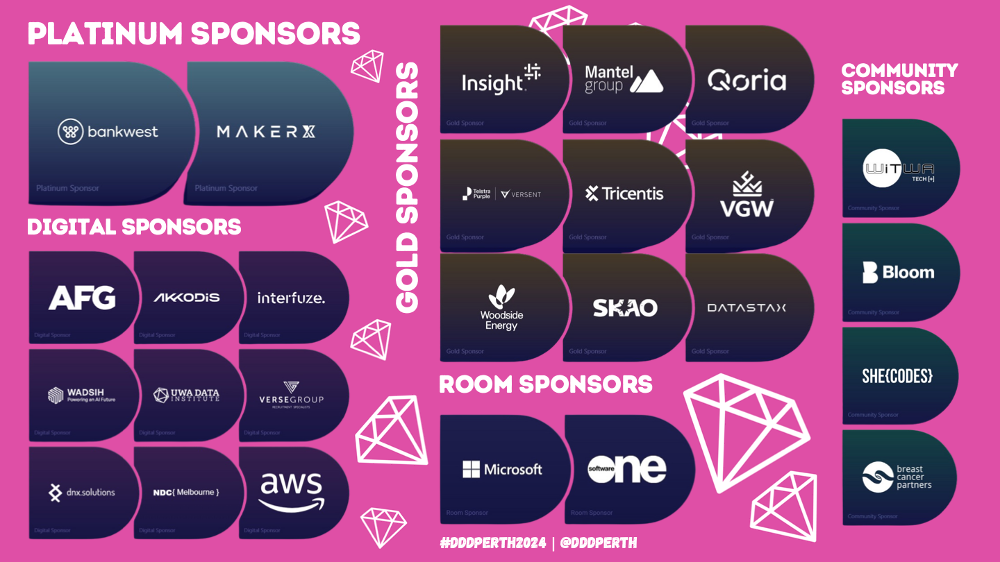 PLATINUM SPONSORS
bankwest
Platinum Sponsor
MAKERX
Platinum Sponsor
DIGITAL SPONSORS
AFG
Digital Sponsor
AKKODIS
Digital Sponsor
interfuze.
Digital Sponsor
WADSIH
Powering an AI Future
Digital Sponsor
UWA DATA
INSTITUTE
Digital Sponsor
VERSEGROUP
RECRUITMENT SPECIALISTS
Digital Sponsor
dnx.solutions
Digital Sponsor
NDC{ Melbourne }
Digital Sponsor
aws
Digital Sponsor
GOLD SPONSORS
Insight
Gold Sponsor
Mantel
group
Gold Sponsor
Qoria
Telstra
Purple
VERSENT
Gold Sponsor
Tricentis
Gold Sponsor
VGW
Gold Sponsor
Woodside
Energy
Gold Sponsor
SKAO
Gold Sponsor
DATASTAX
Gold Sponsor
ROOM SPONSORS
Microsoft
Room Sponsor
software
one
Room Sponsor
#DDDPERTH2024 | @DDDPERTH
COMMUNITY
SPONSORS
WiTWA
TECH [+]
Community Sponsor
Bloom
Community Sponsor
SHE{CODES}
Community Sponsor
breast
cancer
partners
Community Sponsor